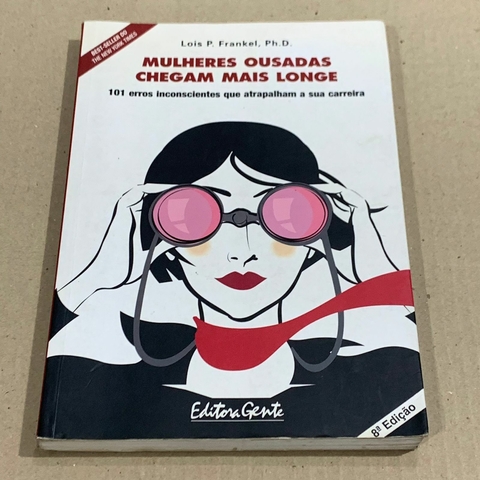 Lois P. Frankel, Ph.D.
BEST-SELLER DO
THE NEW YORK TIMES
MULHERES OUSADAS
CHEGAM MAIS LONGE
101 erros inconscientes que atrapalham a sua carreira
Editora Gente
8ª Edição